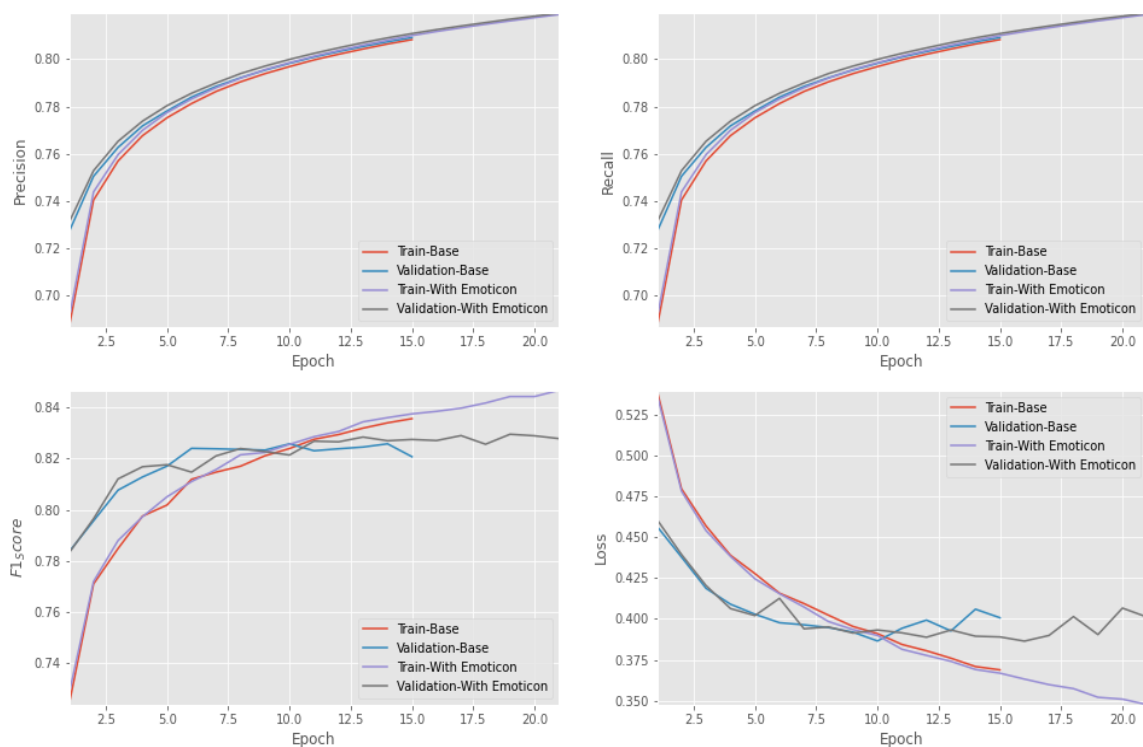 Precision
0.80
0.78
0.76
0.74
0.72
0.70
Train-Base
Validation-Base
Train-With Emoticon
Validation-With Emoticon
2.5 5.0 7.5 10.0 12.5 15.0 17.5 20.0
Epoch
Recall
0.80
0.78
0.76
0.74
0.72
0.70
Train-Base
Validation-Base
Train-With Emoticon
Validation-With Emoticon
2.5 5.0 7.5 10.0 12.5 15.0 17.5 20.0
Epoch
F1score
0.84
0.82
0.80
0.78
0.76
0.74
Train-Base
Validation-Base
Train-With Emoticon
Validation-With Emoticon
2.5 5.0 7.5 10.0 12.5 15.0 17.5 20.0
Epoch
Loss
0.525
0.500
0.475
0.450
0.425
0.400
0.375
0.350
Train-Base
Validation-Base
Train-With Emoticon
Validation-With Emoticon
2.5 5.0 7.5 10.0 12.5 15.0 17.5 20.0
Epoch